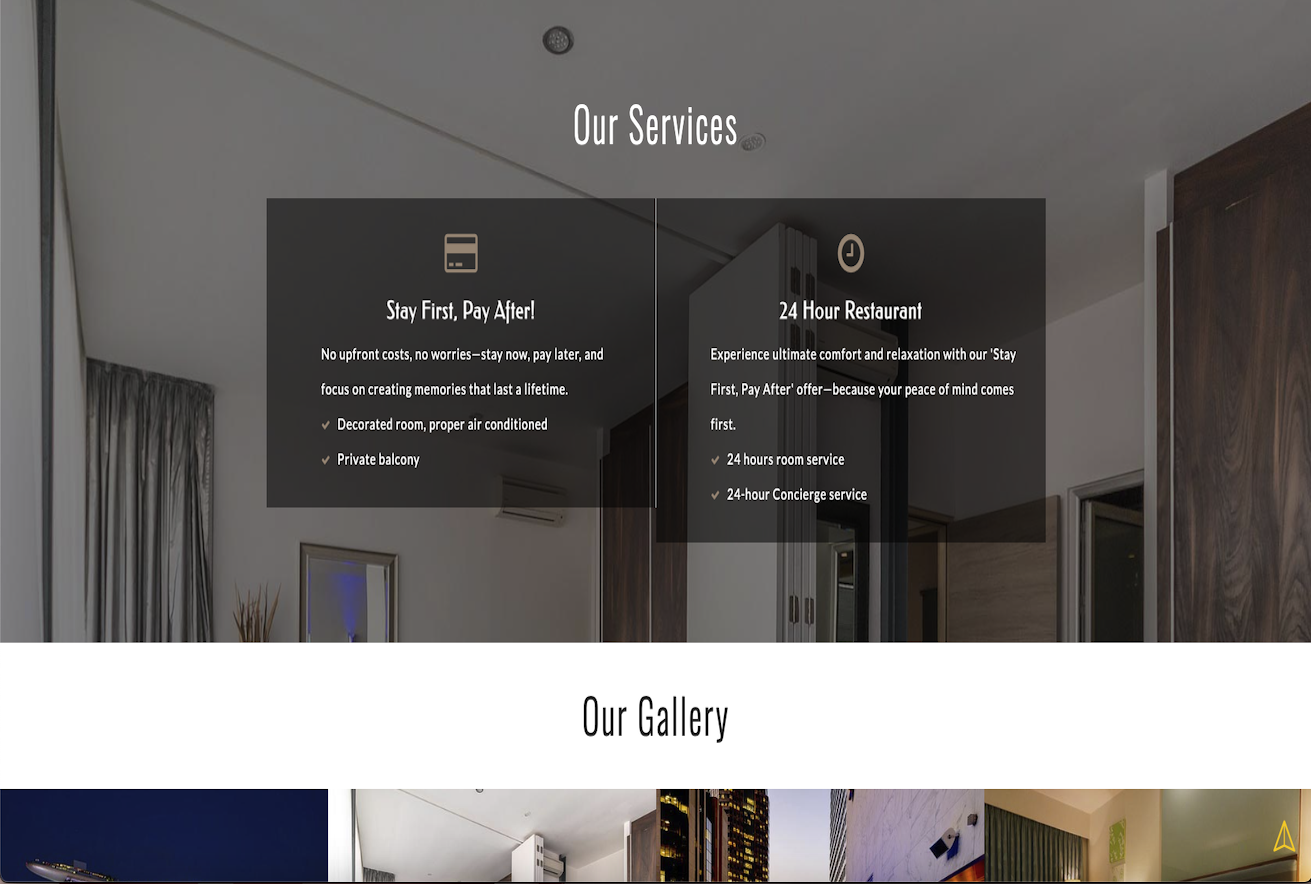 Our Services
Stay First, Pay After!
No upfront costs, no worries—stay now, pay later, and
focus on creating memories that last a lifetime.
Decorated room, proper air conditioned
Private balcony
24 Hour Restaurant
Experience ultimate comfort and relaxation with our 'Stay
First, Pay After' offer—because your peace of mind comes
first.
24 hours room service
24-hour Concierge service
Our Gallery